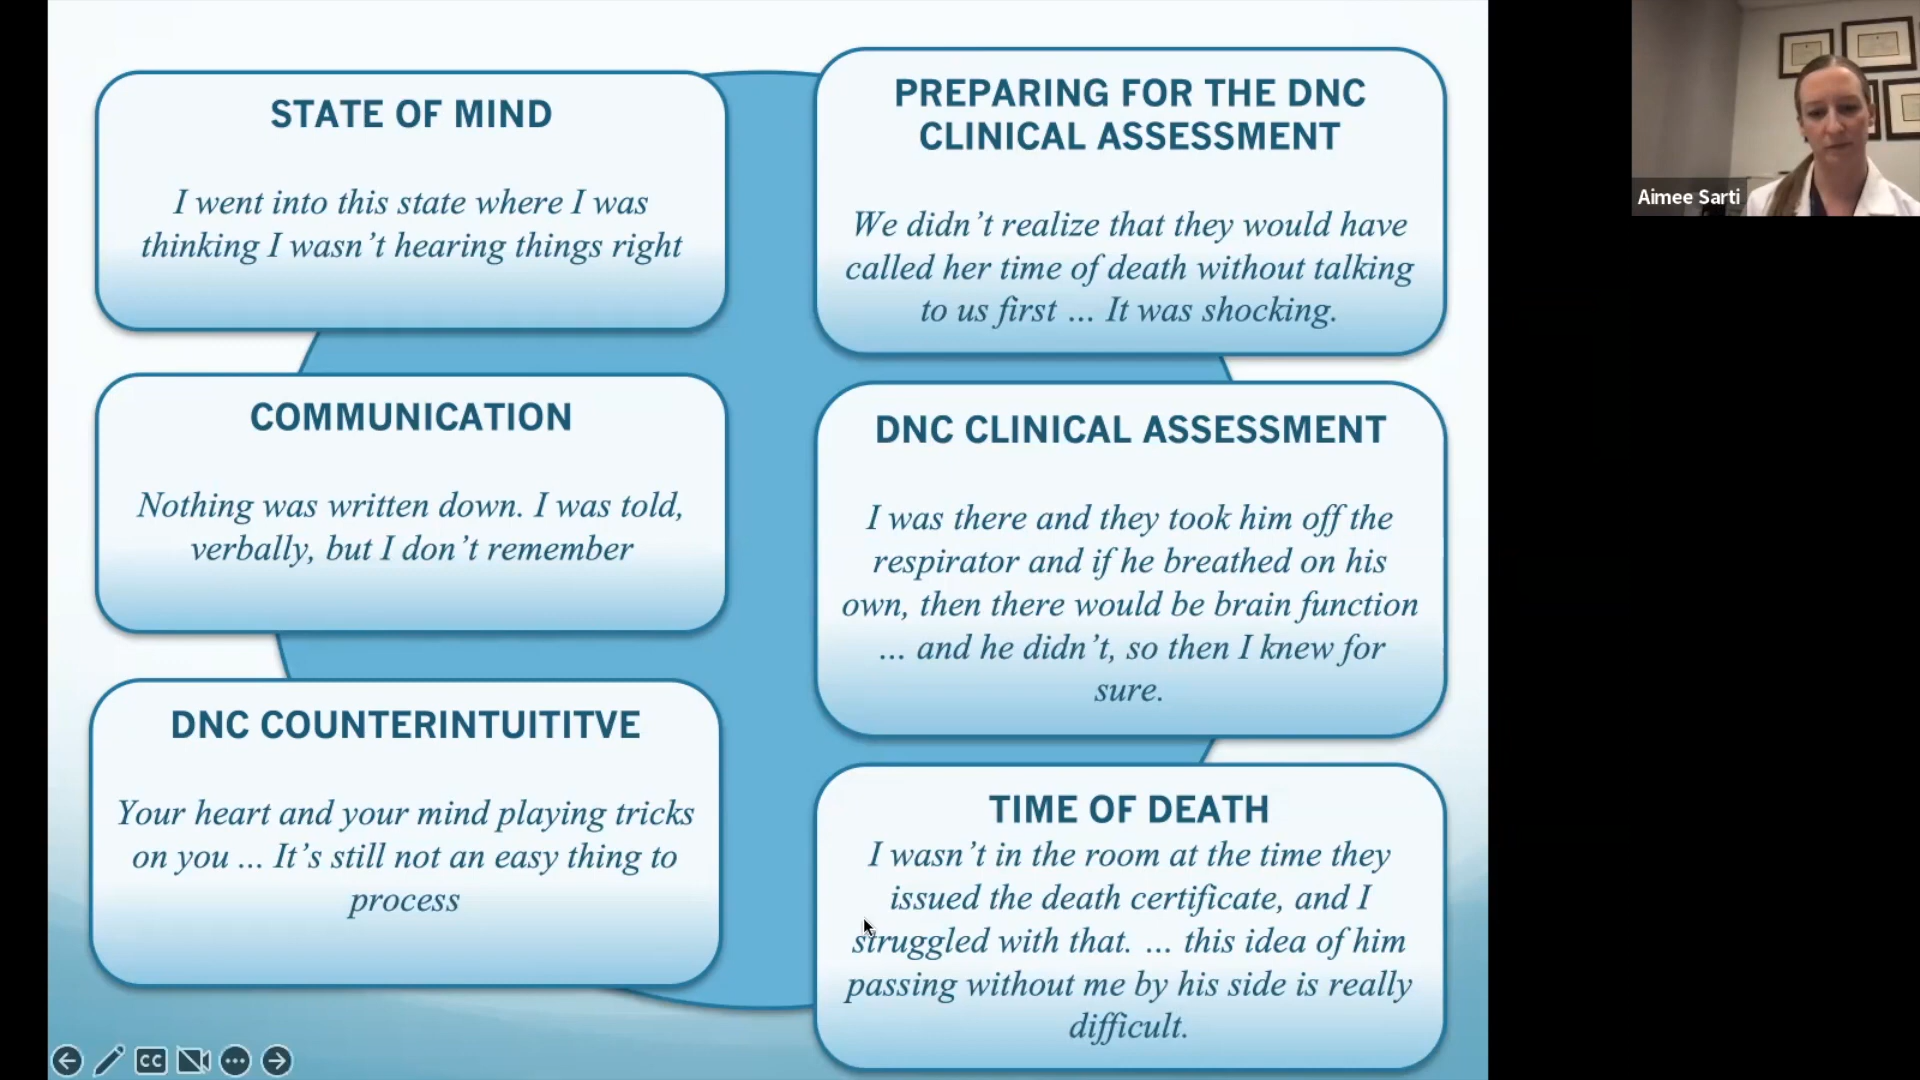 STATE OF MIND
I went into this state where I was
thinking I wasn’t hearing things right
COMMUNICATION
Nothing was written down. I was told,
verbally, but I don’t remember
DNC COUNTERINTUITITVE
Your heart and your mind playing tricks
on you ... It’s still not an easy thing to
process
PREPARING FOR THE DNC
CLINICAL ASSESSMENT
We didn’t realize that they would have
called her time of death without talking
to us first ... It was shocking.
DNC CLINICAL ASSESSMENT
I was there and they took him off the
respirator and if he breathed on his
own, then there would be brain function
... and he didn’t, so then I knew for
sure.
TIME OF DEATH
I wasn’t in the room at the time they
issued the death certificate, and I
struggled with that. ... this idea of him
passing without me by his side is really
difficult.
Aimee Sarti
CC